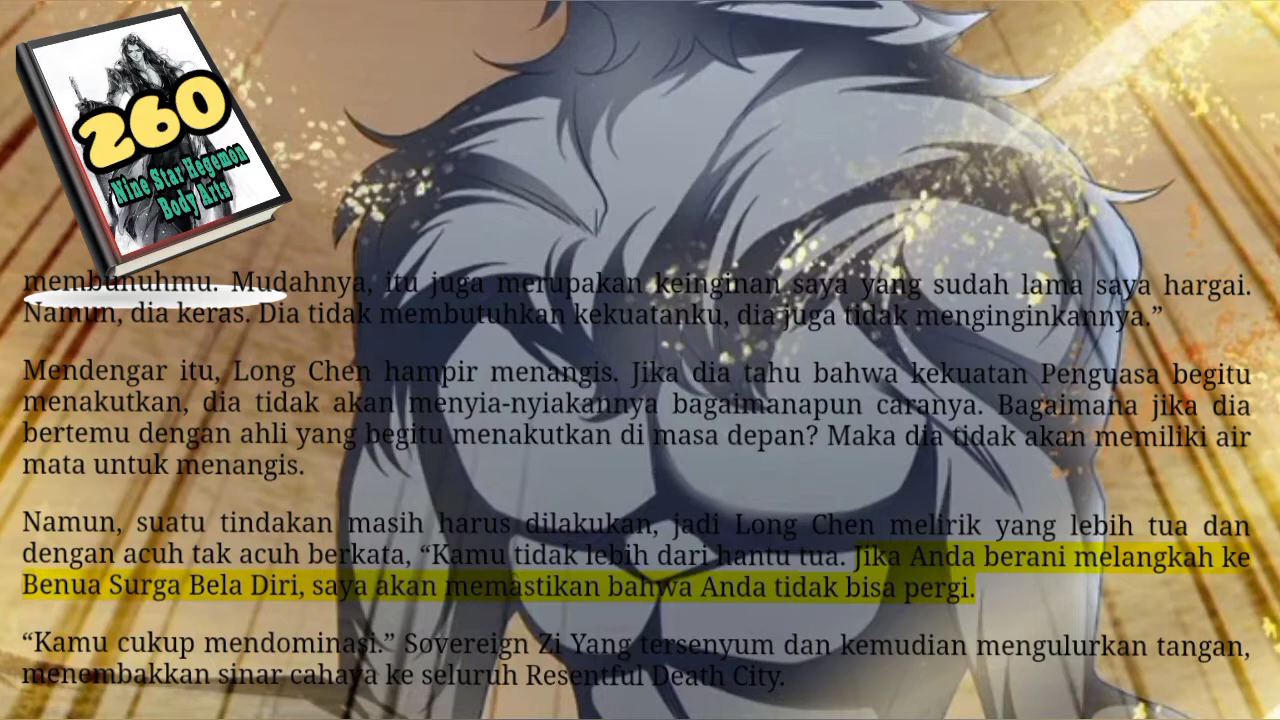 260
Nine Star Hegemon
Body Arts
membunuhmu. Mudahnya, itu juga merupakan keinginan saya yang sudah lama saya hargai.
Namun, dia keras. Dia tidak membutuhkan kekuatanku, dia juga tidak menginginkannya.”
Mendengar itu, Long Chen hampir menangis. Jika dia tahu bahwa kekuatan Penguasa begitu
menakutkan, dia tidak akan menyia-nyiakannya bagaimanapun caranya. Bagaimana jika dia
bertemu dengan ahli yang begitu menakutkan di masa depan? Maka dia tidak akan memiliki air
mata untuk menangis.
Namun, suatu tindakan masih harus dilakukan, jadi Long Chen melirik yang lebih tua dan
dengan acuh tak acuh berkata, “Kamu tidak lebih dari hantu tua. Jika Anda berani melangkah ke
Benua Surga Bela Diri, saya akan memastikan bahwa Anda tidak bisa pergi.
“Kamu cukup mendominasi.” Sovereign Zi Yang tersenyum dan kemudian mengulurkan tangan,
menembakkan sinar cahaya ke seluruh Resentful Death City.